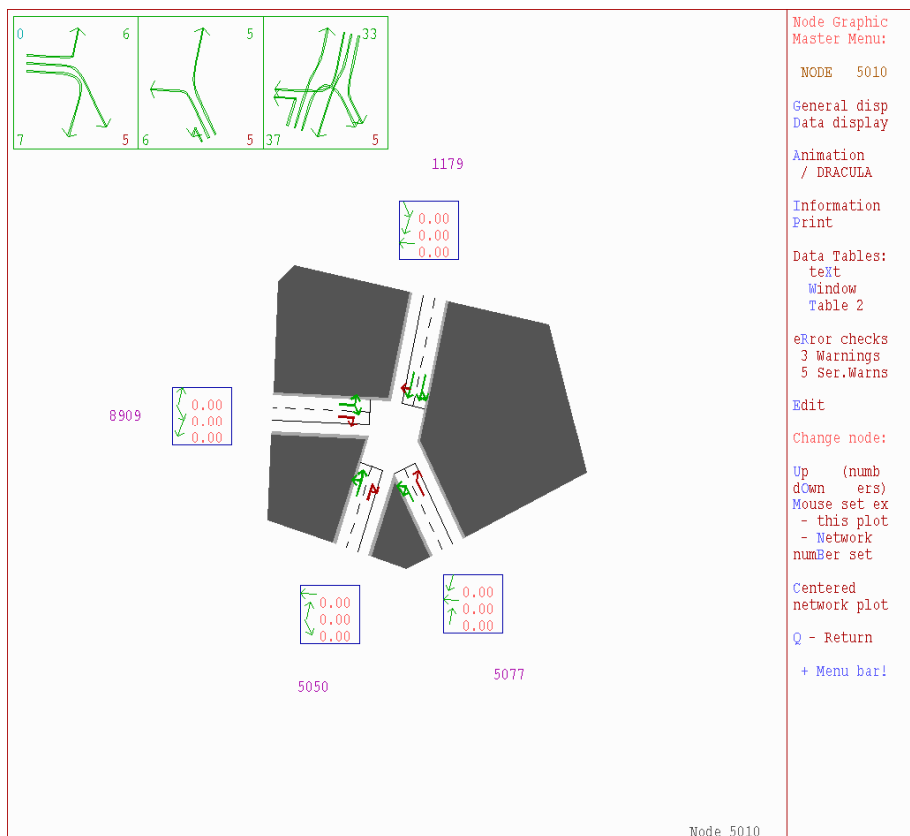 0 6 5 33
7 5 6 5 37 5
1179
0.00
0.00
0.00
8909
0.00
0.00
0.00
0.00
0.00
0.00
0.00
0.00
0.00
5050
5077
Node 5010
Node Graphic
Master Menu:
NODE 5010
General disp
Data display
Animation
/ DRACULA
Information
Print
Data Tables:
teXt
Window
Table 2
eRror checks
3 Warnings
5 Ser.Warns
Edit
Change node:
Up (numb
dOwn ers)
Mouse set ex
- this plot
- Network
numBer set
Centered
network plot
Q - Return
+ Menu bar!